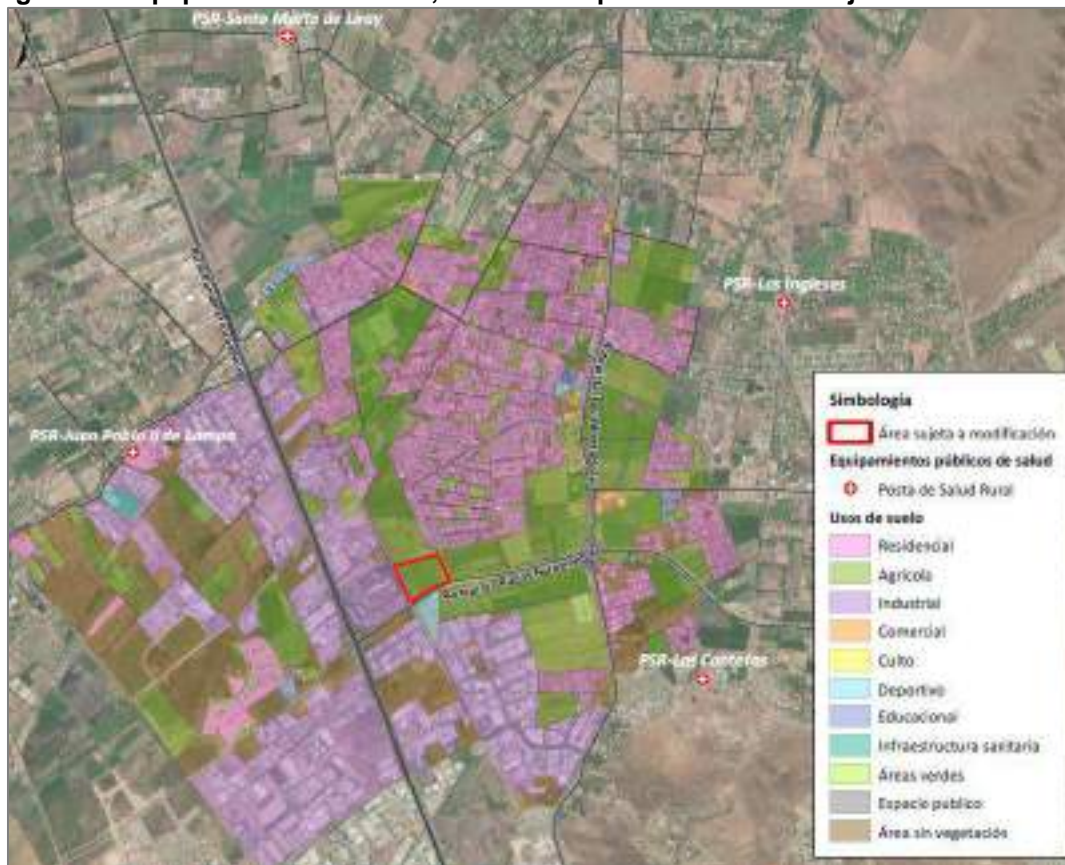 PSR-Santa Marta de Liray
PSR-Los Ingleses
PSR-Juan Pablo II de Lampa
PSR-Las Canteras
Simbología
Área sujeta a modificación
Equipamientos públicos de salud
Posta de Salud Rural
Usos de suelo
Residencial
Agrícola
Industrial
Comercial
Culto
Deportivo
Educacional
Infraestructura sanitaria
Áreas verdes
Espacio publico
Área sin vegetación